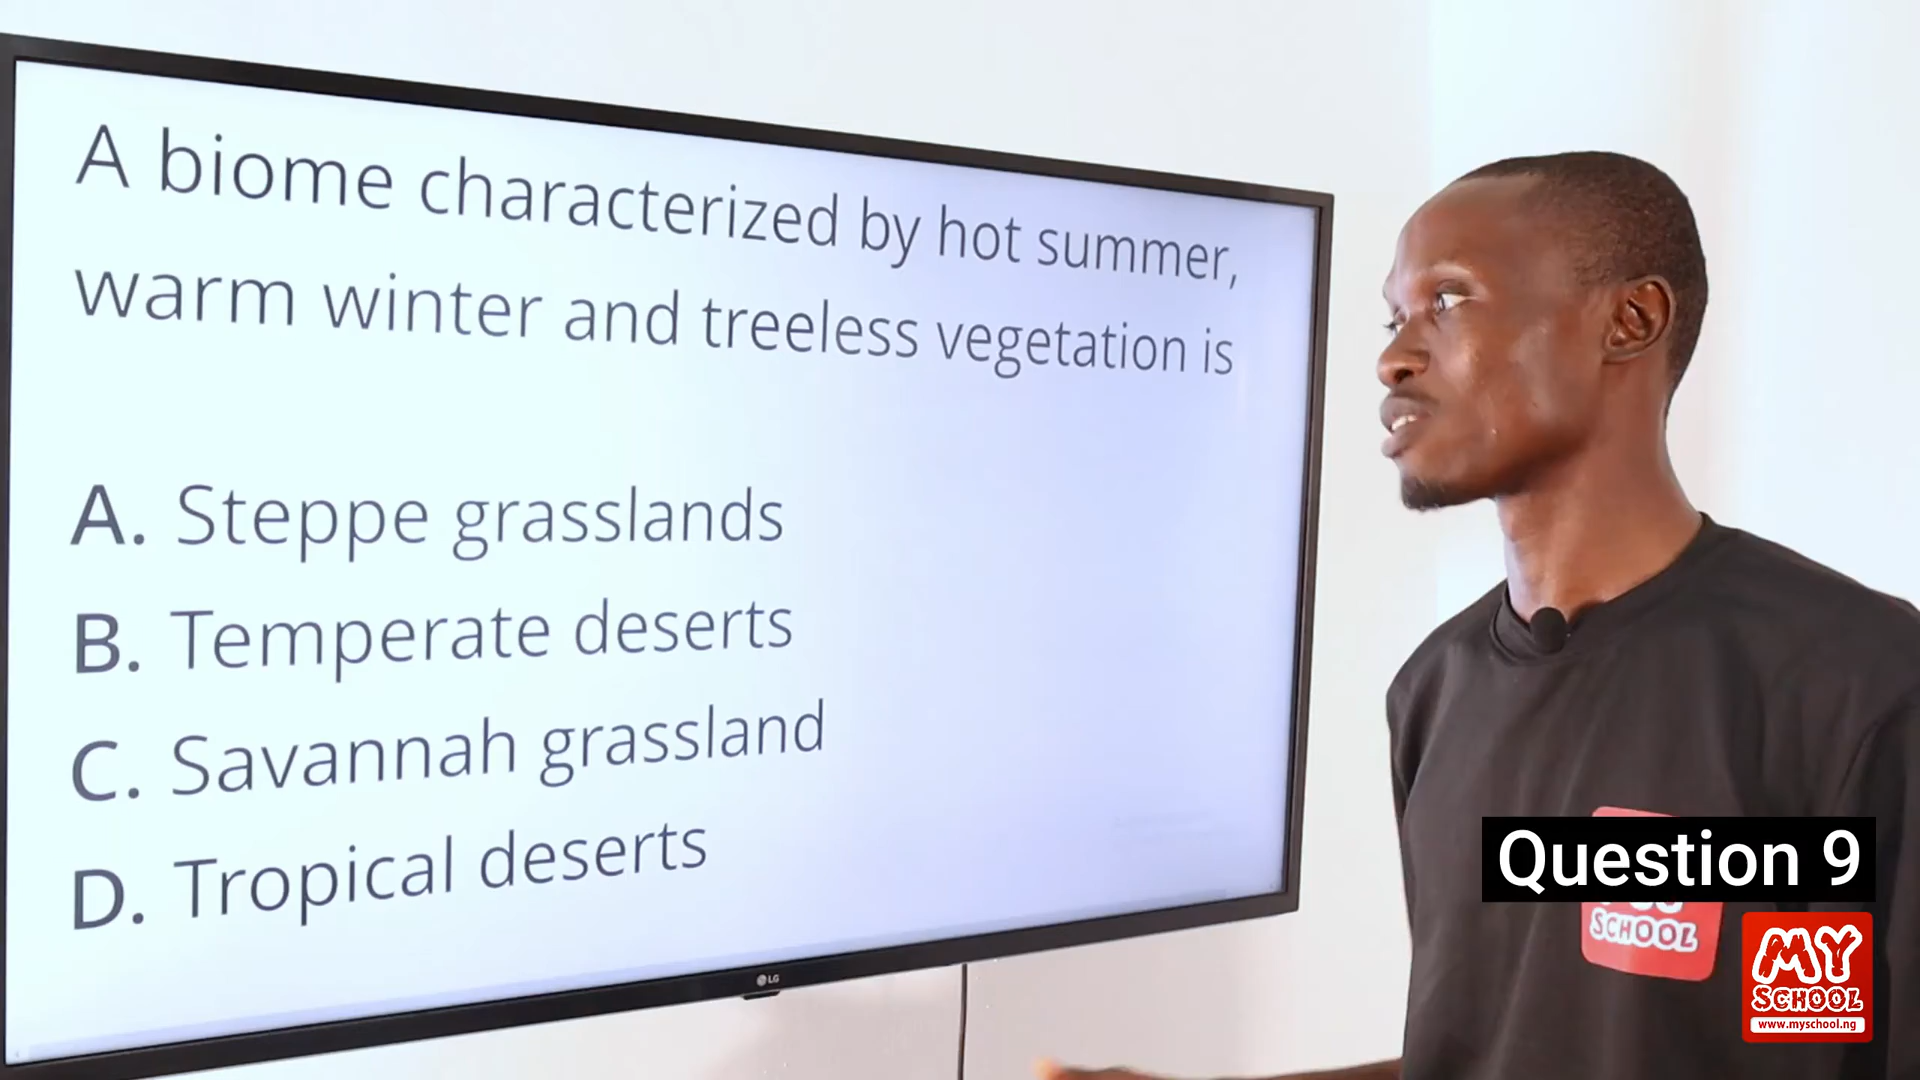 A biome characterized by hot summer,
warm winter and treeless vegetation is
A. Steppe grasslands
B. Temperate deserts
C. Savannah grassland
D. Tropical deserts
LG
Question 9
SCHOOL
MY
SCHOOL
www.myschool.ng